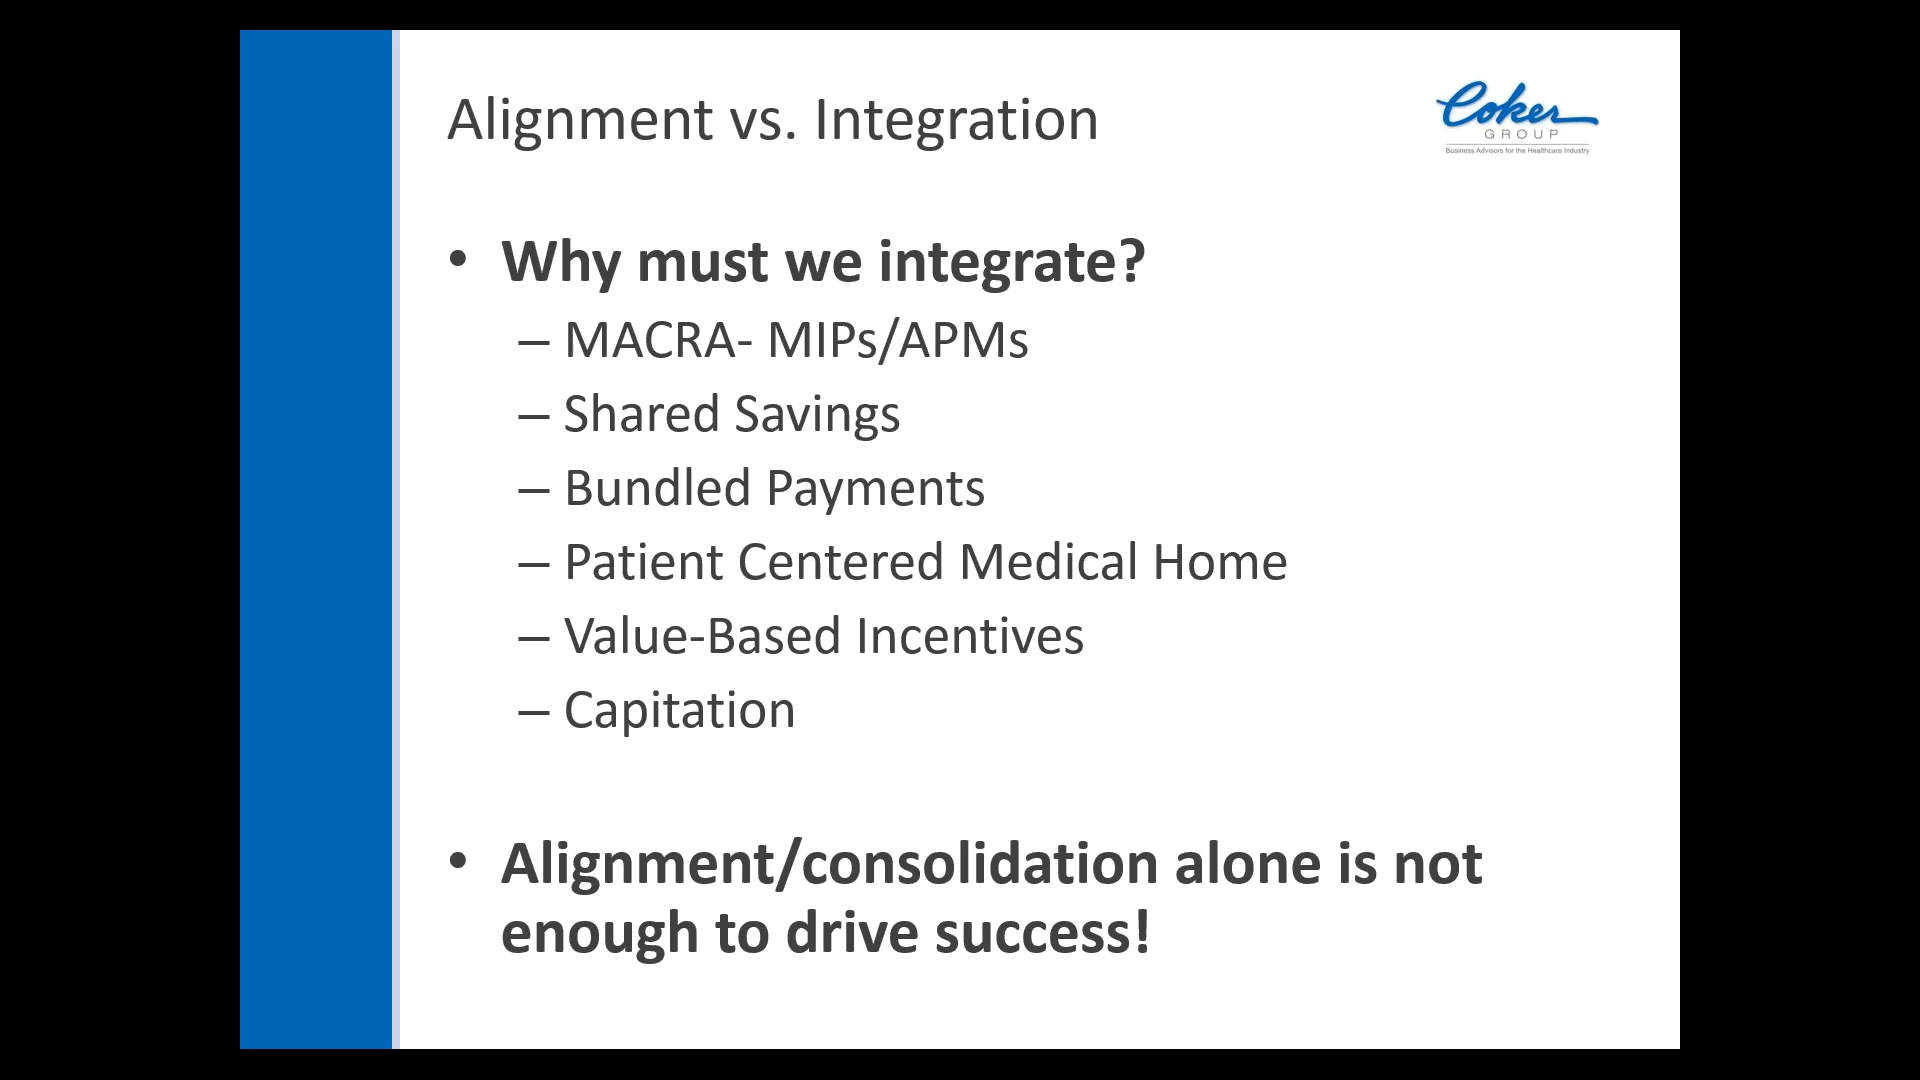 Alignment vs. Integration
Coker
GROUP
Business Advisors for the Healthcare Industry
• Why must we integrate?
– MACRA- MIPs/APMs
– Shared Savings
– Bundled Payments
– Patient Centered Medical Home
– Value-Based Incentives
– Capitation
• Alignment/consolidation alone is not
enough to drive success!